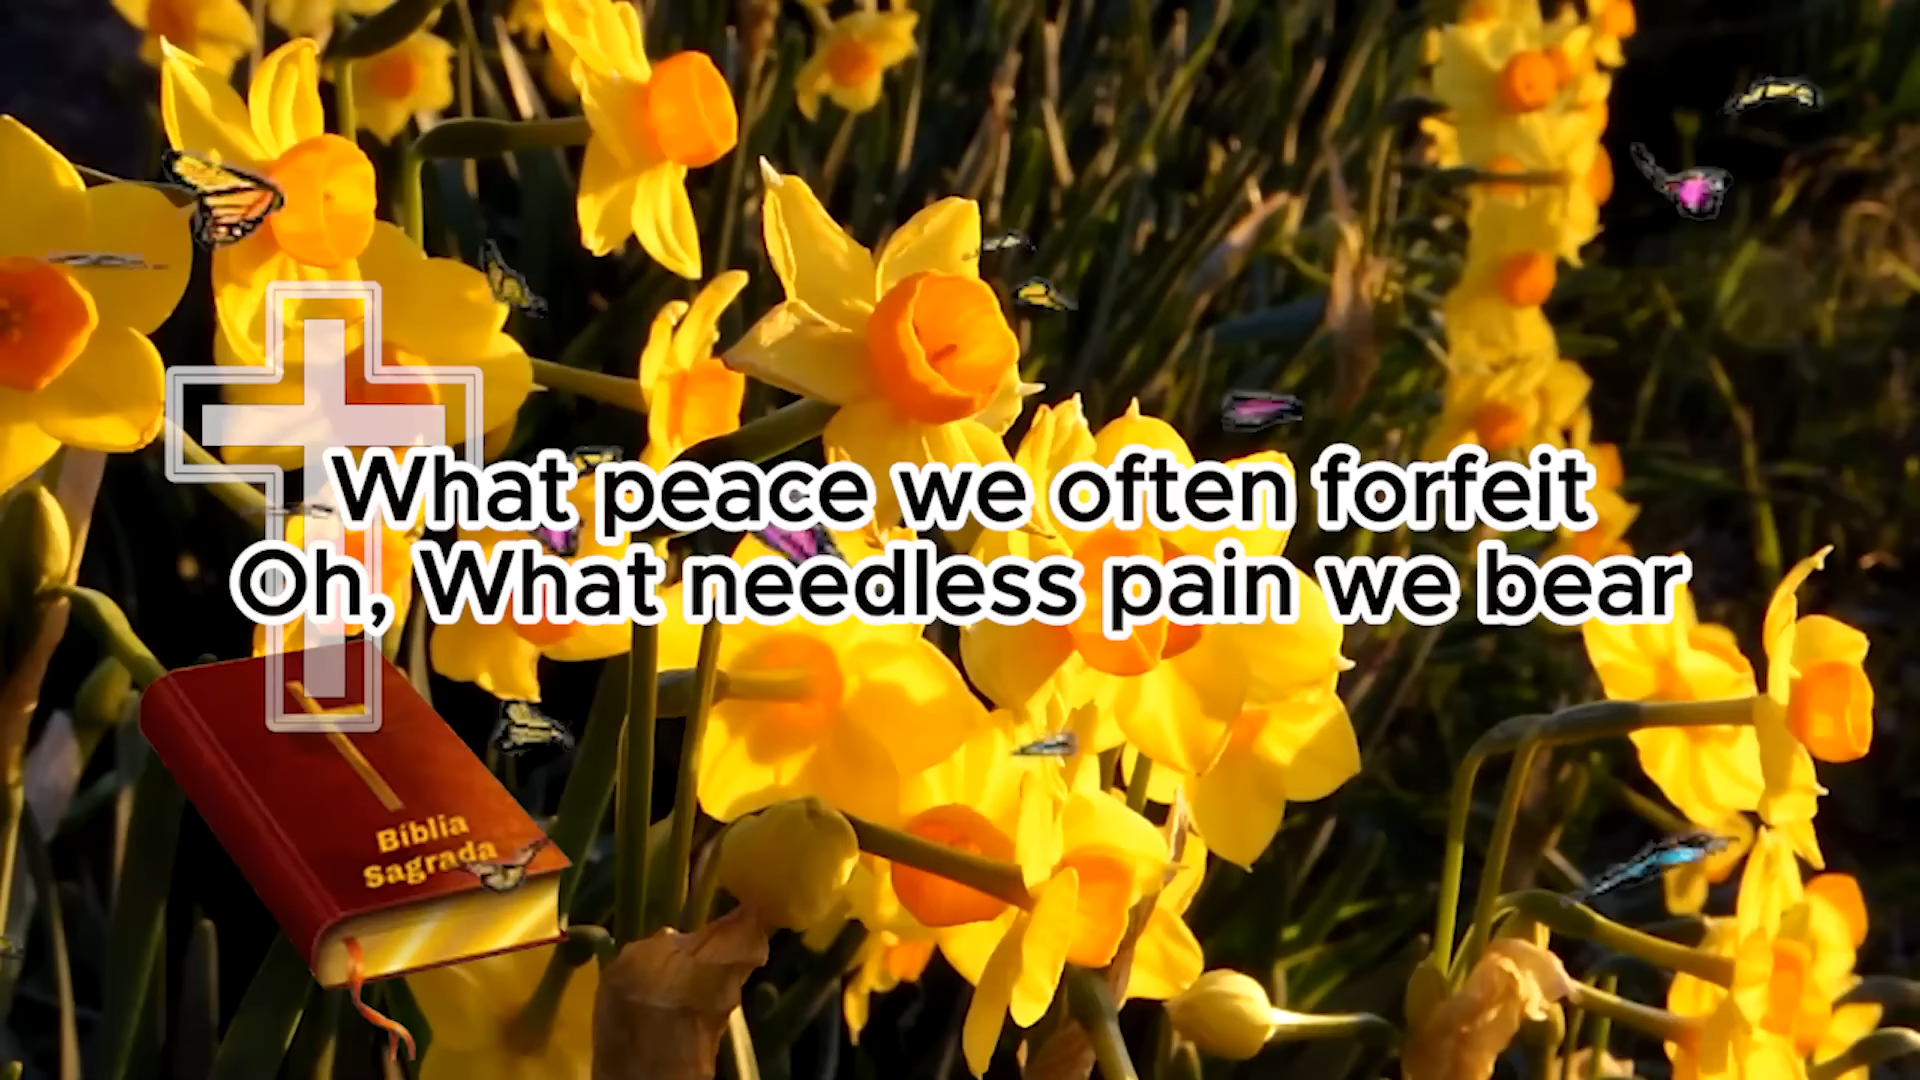 What peace we often forfeit
Oh, What needless pain we bear
Bíblia
Sagrada